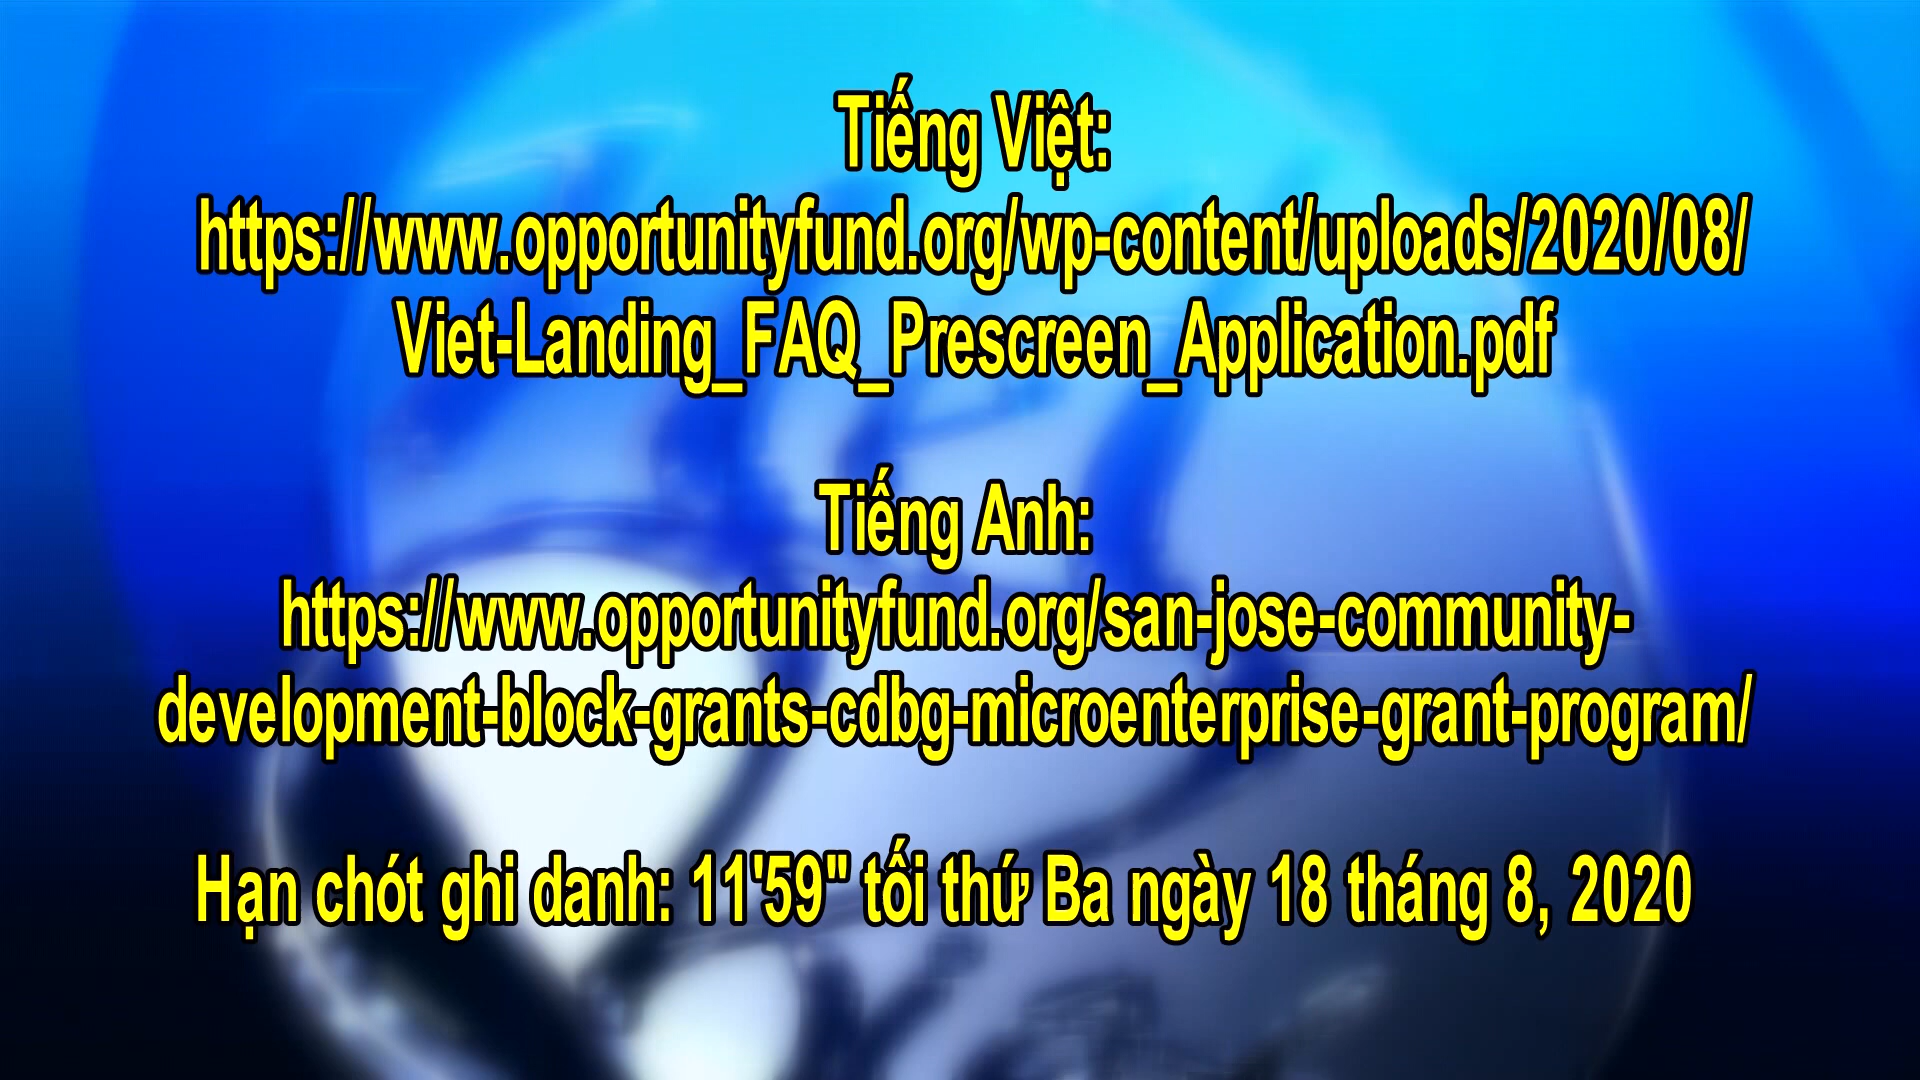 Tiếng Việt:
https://www.opportunityfund.org/wp-content/uploads/2020/08/
Viet-Landing_FAQ_Prescreen_Application.pdf
Tiếng Anh:
https://www.opportunityfund.org/san-jose-community-
development-block-grants-cdbg-microenterprise-grant-program/
Hạn chót ghi danh: 11'59" tối thứ Ba ngày 18 tháng 8, 2020